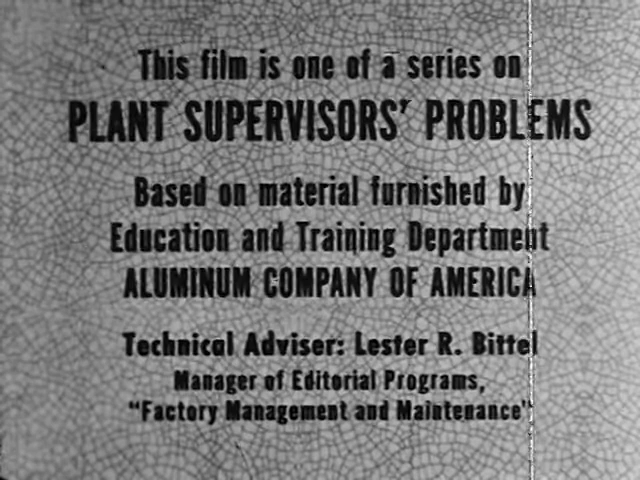 This film is one of a series on
PLANT SUPERVISORS' PROBLEMS
Based on material furnished by
Education and Training Department
ALUMINUM COMPANY OF AMERICA
Technical Adviser: Lester R. Bittel
Manager of Editorial Programs,
"Factory Management and Maintenance"